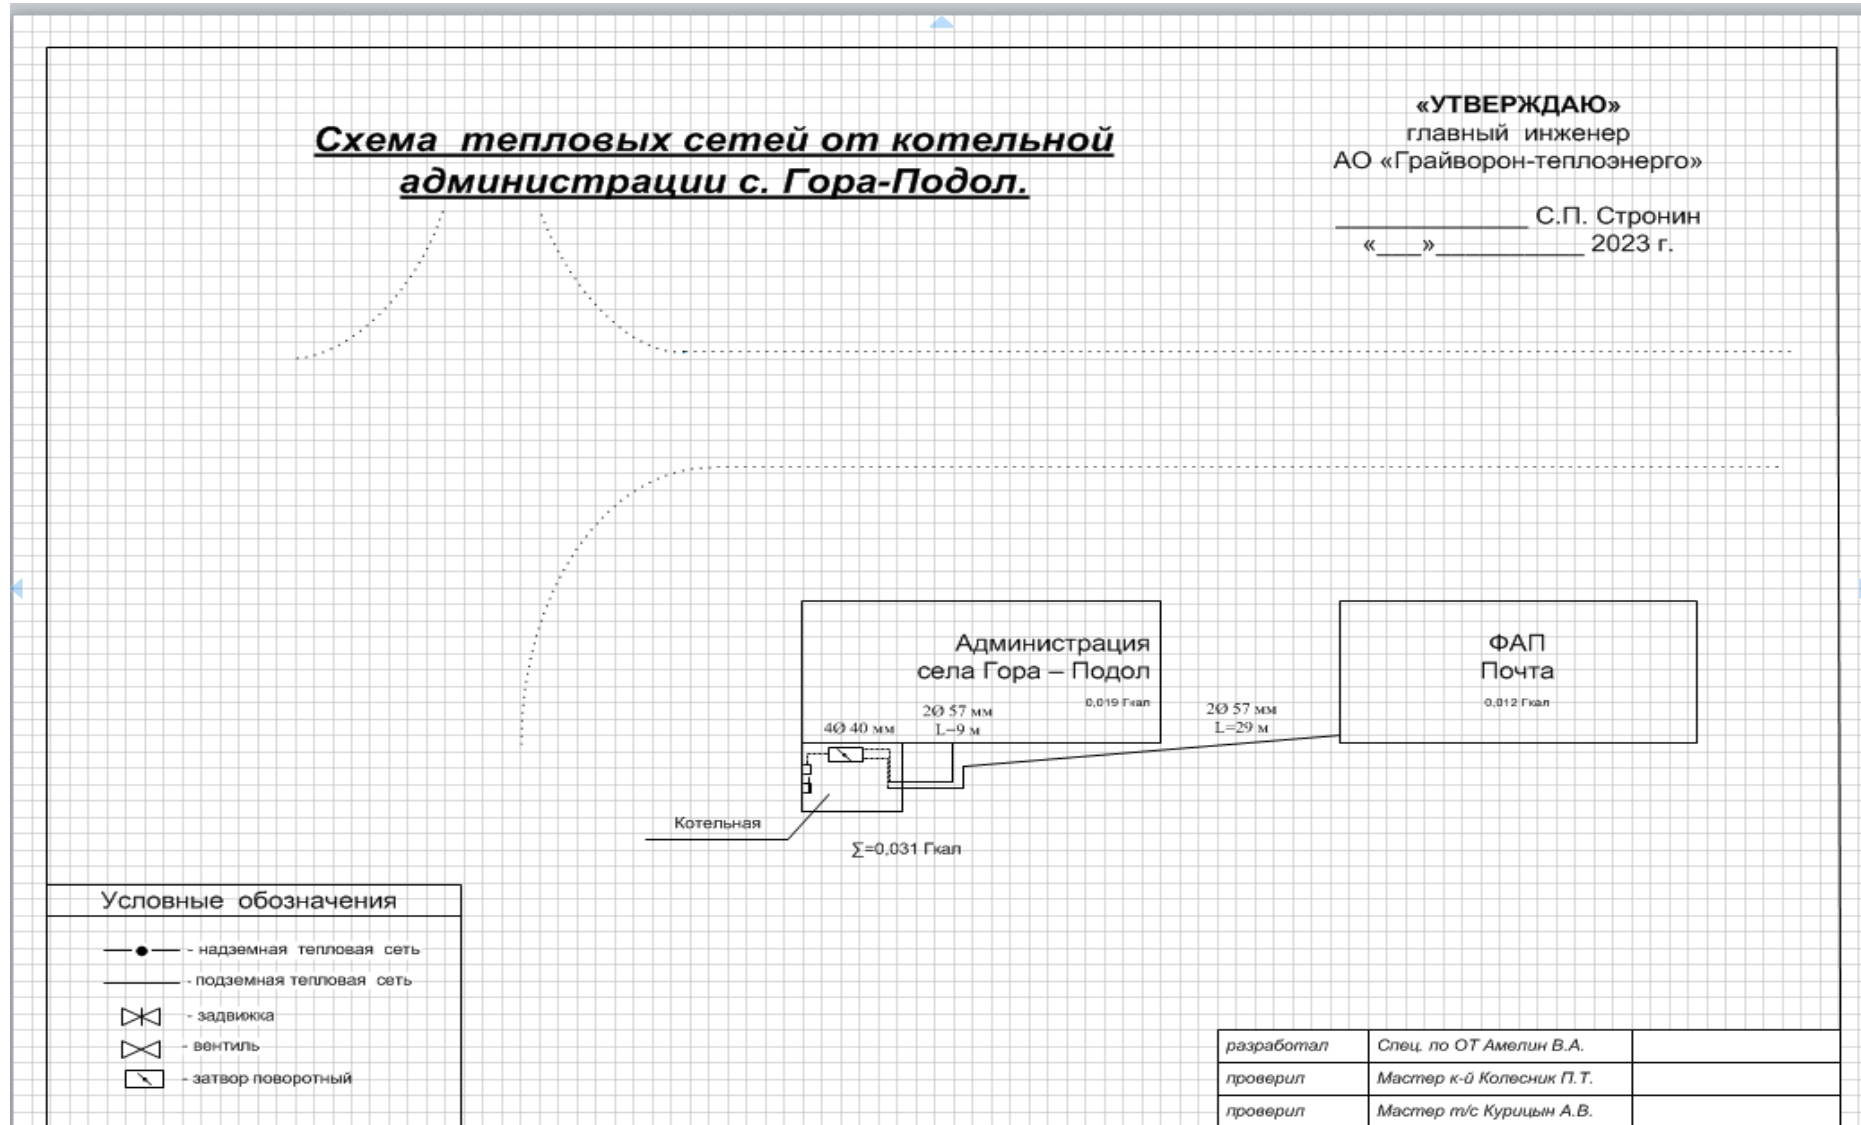 «УТВЕРЖДАЮ»
главный инженер
АО «Грайворон-теплоэнерго»
_____________ С.П. Стронин
«___»__________ 2023 г.
Схема тепловых сетей от котельной
администрации с. Гора-Подол.
Администрация
села Гора – Подол
0,019 Гкал
ФАП
Почта
0,012 Гкал
4Ø 40 мм
2Ø 57 мм
L=9 м
2Ø 57 мм
L=29 м
Котельная
∑=0,031 Гкал
Условные обозначения
- надземная тепловая сеть
- подземная тепловая сеть
- задвижка
- вентиль
- затвор поворотный
разработал Спец. по ОТ Амелин В.А.
проверил Мастер к-й Колесник П.Т.
проверил Мастер т/с Курицын А.В.